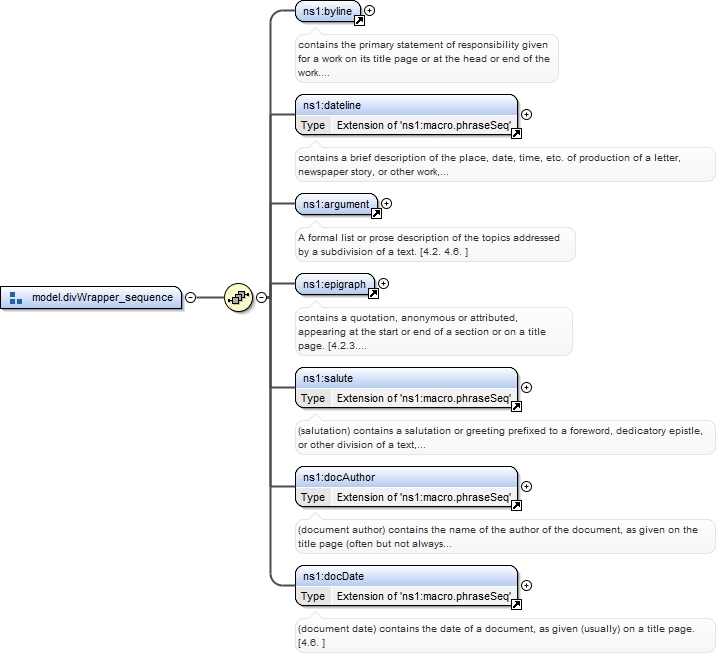 ns1:byline
contains the primary statement of responsibility given
for a work on its title page or at the head or end of the
work....
ns1:dateline
Type Extension of 'ns1:macro.phraseSeq'
contains a brief description of the place, date, time, etc. of production of a letter,
newspaper story, or other work,...
ns1:argument
A formal list or prose description of the topics addressed
by a subdivision of a text. [4.2. 4.6. ]
model.divWrapper_sequence
ns1:epigraph
contains a quotation, anonymous or attributed,
appearing at the start or end of a section or on a title
page. [4.2.3....
ns1:salute
Type Extension of 'ns1:macro.phraseSeq'
(salutation) contains a salutation or greeting prefixed to a foreword, dedicatory epistle,
or other division of a text,...
ns1:docAuthor
Type Extension of 'ns1:macro.phraseSeq'
(document author) contains the name of the author of the document, as given on the
title page (often but not always...
ns1:docDate
Type Extension of 'ns1:macro.phraseSeq'
(document date) contains the date of a document, as given (usually) on a title page.
[4.6. ]